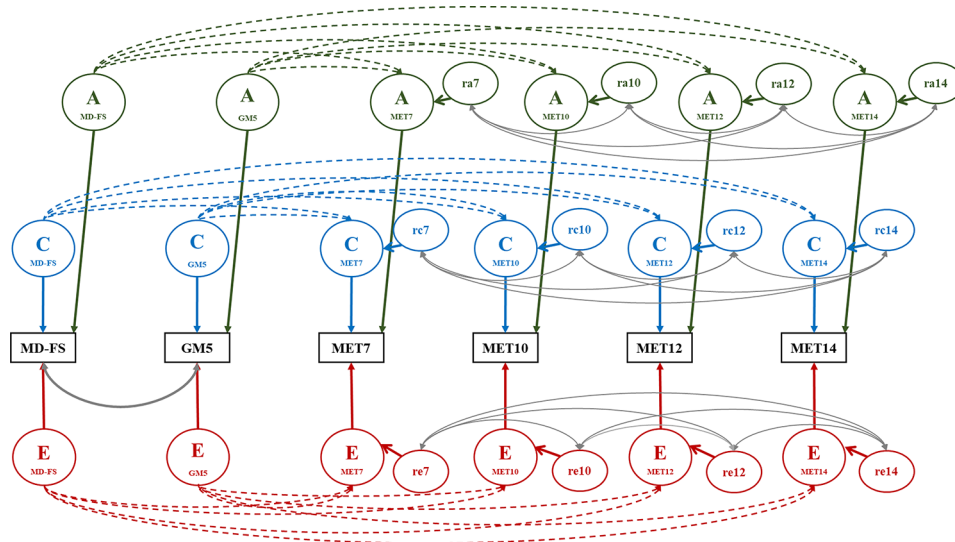 A
MD-FS
A
GM5
A
MET7
ra7
A
MET10
ra10
A
MET12
ra12
A
MET14
ra14
C
MD-FS
C
GM5
C
MET7
rc7
C
MET10
rc10
C
MET12
rc12
C
MET14
rc14
MD-FS
GM5
MET7
MET10
MET12
MET14
E
MD-FS
E
GM5
E
MET7
re7
E
MET10
re10
E
MET12
re12
E
MET14
re14